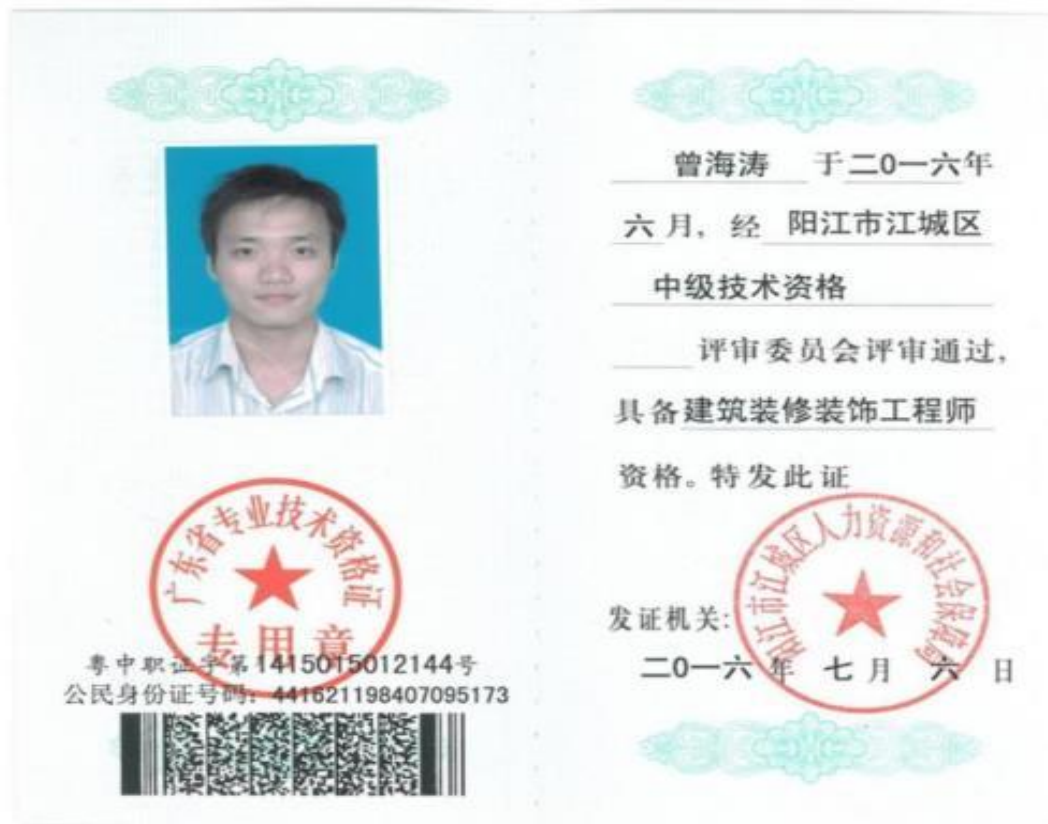 广东省专业技术资格证
专用章
粤中职证字第1415015012144号
公民身份证号码：441621198407095173
曾海涛 于二0一六年
六月，经 阳江市江城区
中级技术资格
评审委员会评审通过，
具备建筑装修装饰工程师
资格。特发此证
阳江市江城区人力资源和社会保障局
发证机关：
二0一六年 七月 六日